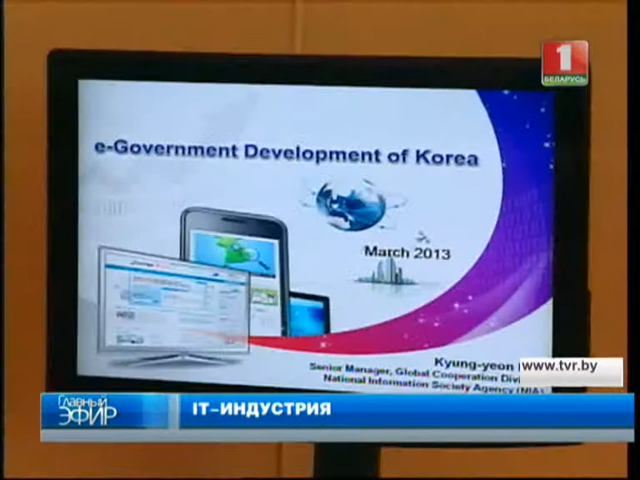 1
БЕЛАРУСЬ
e-Government Development of Korea
March 2013
Kyung-yeon
Senior Manager, Global Cooperation
National Information Society Agency (NIA)
www.tvr.by
Главный
ЭФИР
IT-ИНДУСТРИЯ